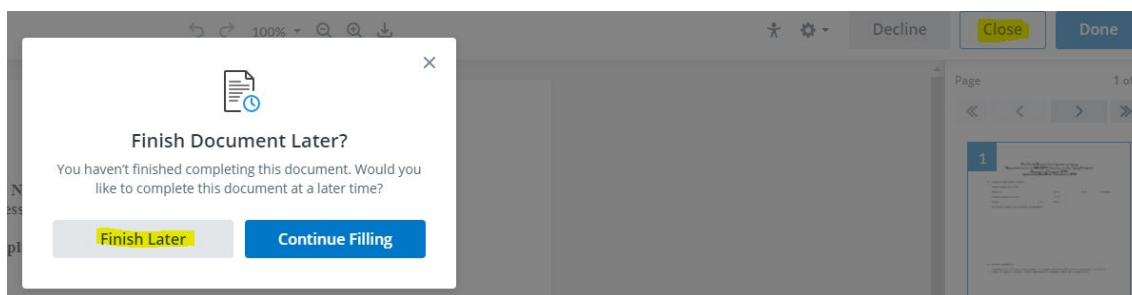 100%
Decline
Close
Done
Page
1 of
1
Finish Document Later?
You haven't finished completing this document. Would you
like to complete this document at a later time?
Finish Later
Continue Filling